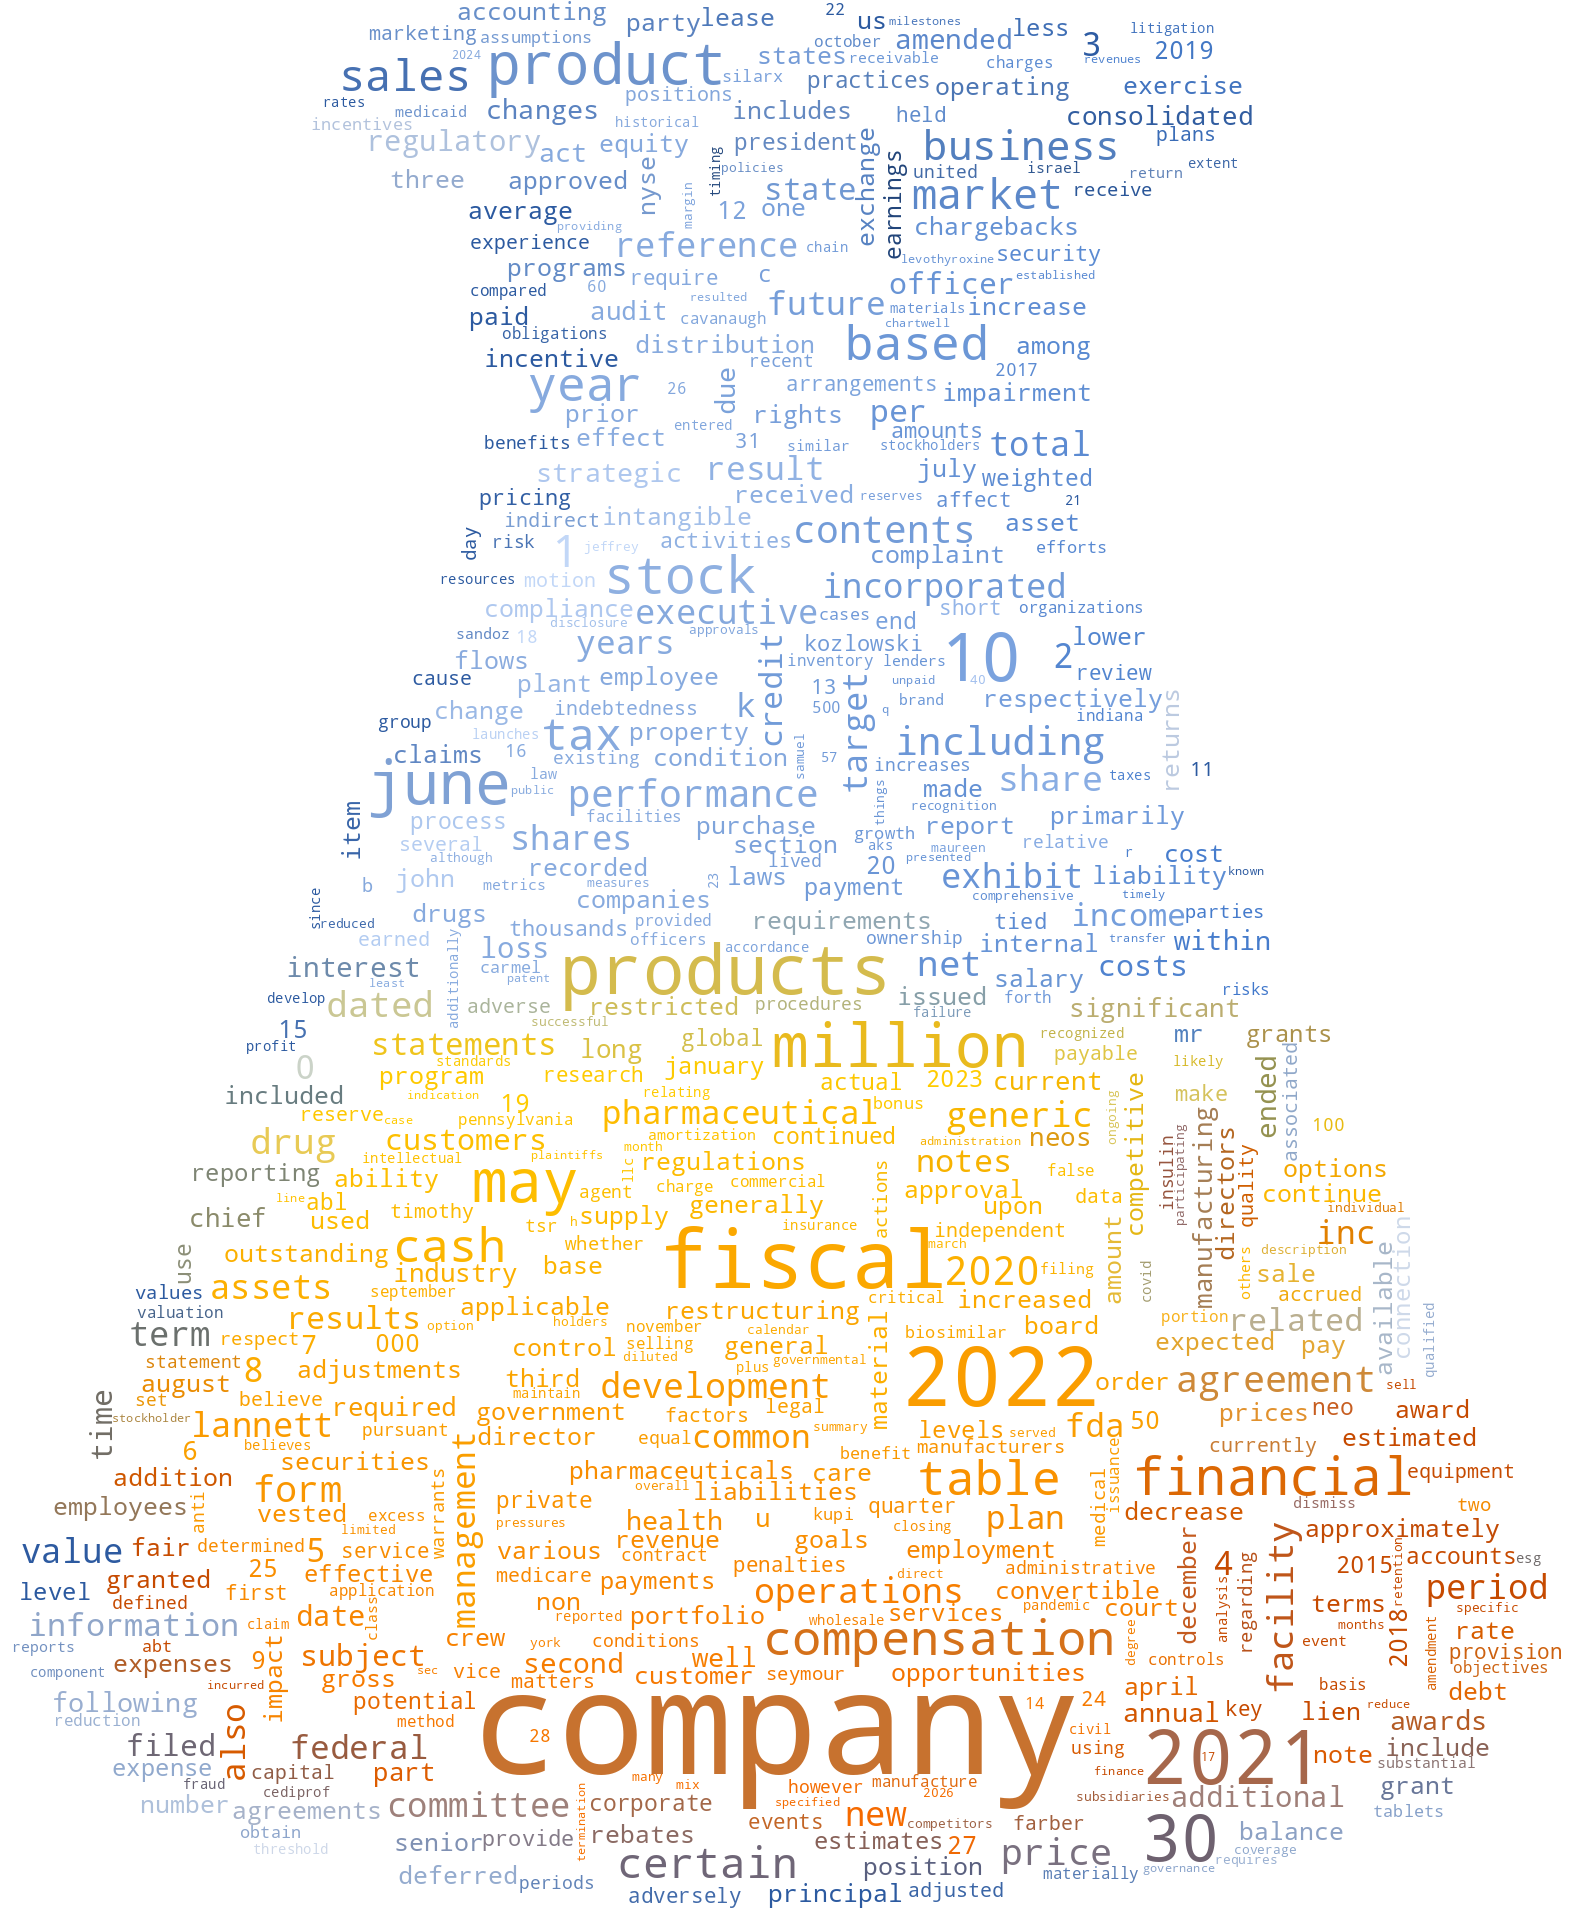 accounting
22
party lease
us milestones
marketing assumptions
october amended less
3
litigation
2024
product
states receivable
charges revenues 2019
sales
silarx
practices operating
exercise
rates
medicaid changes
positions
includes
held
consolidated
incentives
historical
regulatory act equity president
exchange
business plans
three approved
nyse
timing
policies
state
earnings
united israel return extent
margin
market receive
average
providing
12 one
chargebacks
experience reference chain
levothyroxine security
programs require c
officer established
compared 60 resulted
future materials increase
paid
audit cavanaugh
chartwell
obligations
distribution
based among
incentive
recent
2017
year 26
due
arrangements impairment
prior
entered
rights per
amounts
benefits effect
31 similar stockholders total
strategic result
july weighted
pricing
received reserves affect 21
indirect intangible
contents asset
day
risk
1 jeffrey activities
complaint efforts
resources motion stock
incorporated
compliance disclosure executive cases end
short organizations
sandoz 18
years approvals
credit
kozlowski
10
2 lower
flows
inventory lenders
review
cause
plant employee
13
target
unpaid 40
group change indebtedness k
500
q brand respectively
indiana
returns
launches
tax property
including
claims 16 existing condition
samuel
57
increases
share taxes 11
june
law
public performance
things
made
recognition
item
process
facilities
purchase
growth report primarily
several shares
section
aks maureen relative r cost
although
recorded
lived
20 presented
b john metrics measures
23
laws payment exhibit liability known
since
companies
comprehensive timely
reduced
drugs
thousands provided requirements
tied income parties
earned
additionally
loss
officers accordance
ownership internal transfer within
interest
carmel products
net
salary costs
least
patent
develop dated adverse
restricted procedures
issued forth significant risks
15
successful
failure
profit
statements long global million recognized
mr
grants
0
standards
program research january
payable likely
associated
included
indication
relating
actual 2023 current
competitive
make
ended
reserve case
19
pennsylvania pharmaceutical bonus
generic
ongoing
100
drug customers
amortization continued administration neos
manufacturing
insulin
participating
directors
quality
intellectual
month
plaintiffs
llc
regulations
notes
reporting ability may agent charge commercial
approval
false
options
line abl
data
continue
chief used timothy
tsr h supply generally
insurance
actions
upon
individual
use
outstanding cash
whether
fiscal
independent
march
amount
inc
connection
available
others
description
industry base
2020 filing
covid
sale
values assets
september
critical increased
accrued
valuation results
applicable holders restructuring
portion related
qualified
term respect 7
option
november calendar
material
biosimilar board
expected pay
000
control selling general
diluted
statement
8 adjustments
third
plus governmental
2022
order agreement sell
august
maintain development
set
believe required
government factors legal summary
prices neo award
time
stockholder lannett pursuant
levels served fda 50
6
believes
management
director equal common benefit manufacturers
currently estimated
addition
securities
pharmaceuticals care
table
medical
issuance
financial equipment
form
overall liabilities
employees
anti
vested excess
warrants
private
quarter plan
decrease dismiss two
limited
pressures health u kupi closing
approximately
value fair determined 5 service
various revenue goals employment
december
4
facility
2015
retention
accounts esg
contract penalties direct administrative
level granted 25 effective
medicare payments
analysis
regarding
period
defined first application
non
operations
convertible
terms
specific
information claim date
class
reported portfolio wholesale services pandemic court
2018
months
rate
reports abt
impact
crew york conditions
compensation
degree
event
amendment
provision
component expenses 9 subject sec vice second well
controls
objectives
incurred
gross
matters customer seymour opportunities
basis
debt
following
also
potential
company
14 24 april
annual key lien reduce
reduction
method
civil
awards
filed federal
28
using
2021 17 note include
expense capital part
many
finance
substantial
fraud cediprof
mix however manufacture
2026
grant
number agreements committee
termination
corporate
specified
subsidiaries additional
tablets
obtain
events new competitors farber
threshold
senior provide rebates
estimates 27
30 balance
certain
price
coverage
position
governance requires
deferred periods
materially
adversely principal adjusted